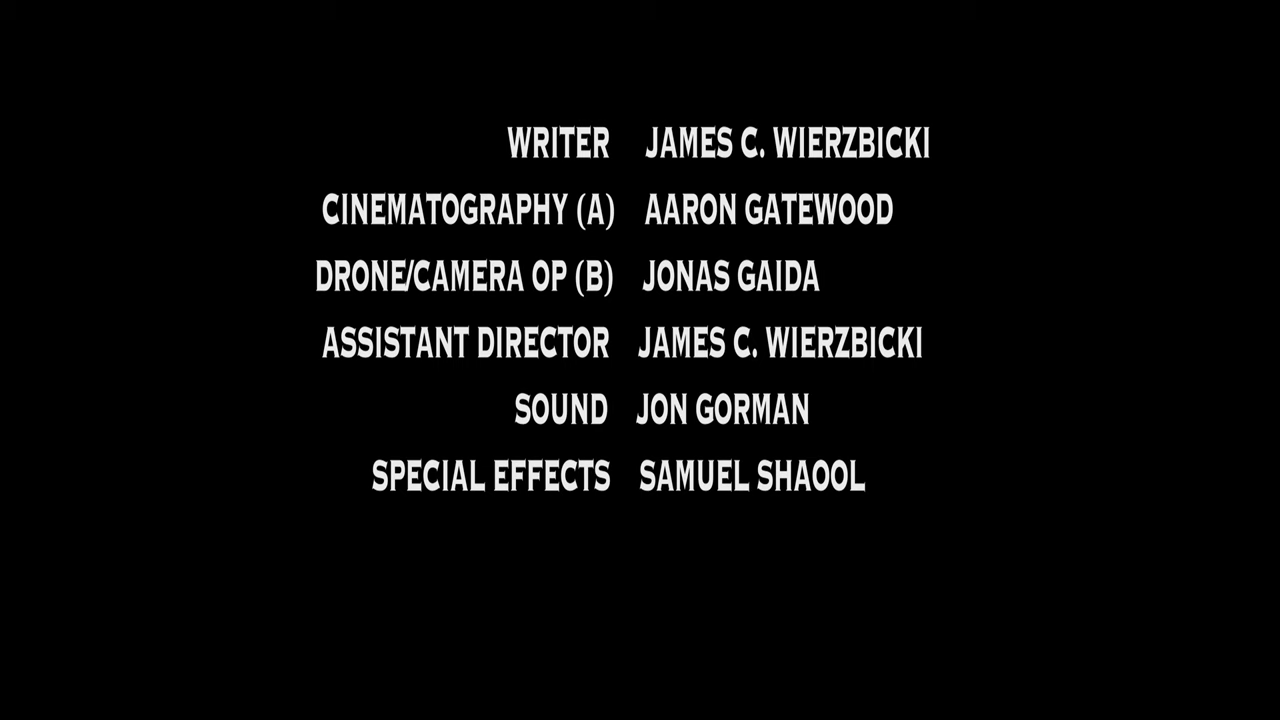 WRITER JAMES C. WIERZBICKI
CINEMATOGRAPHY (A) AARON GATEWOOD
DRONE/CAMERA OP (B) JONAS GAIDA
ASSISTANT DIRECTOR JAMES C. WIERZBICKI
SOUND JON GORMAN
SPECIAL EFFECTS SAMUEL SHAOOL